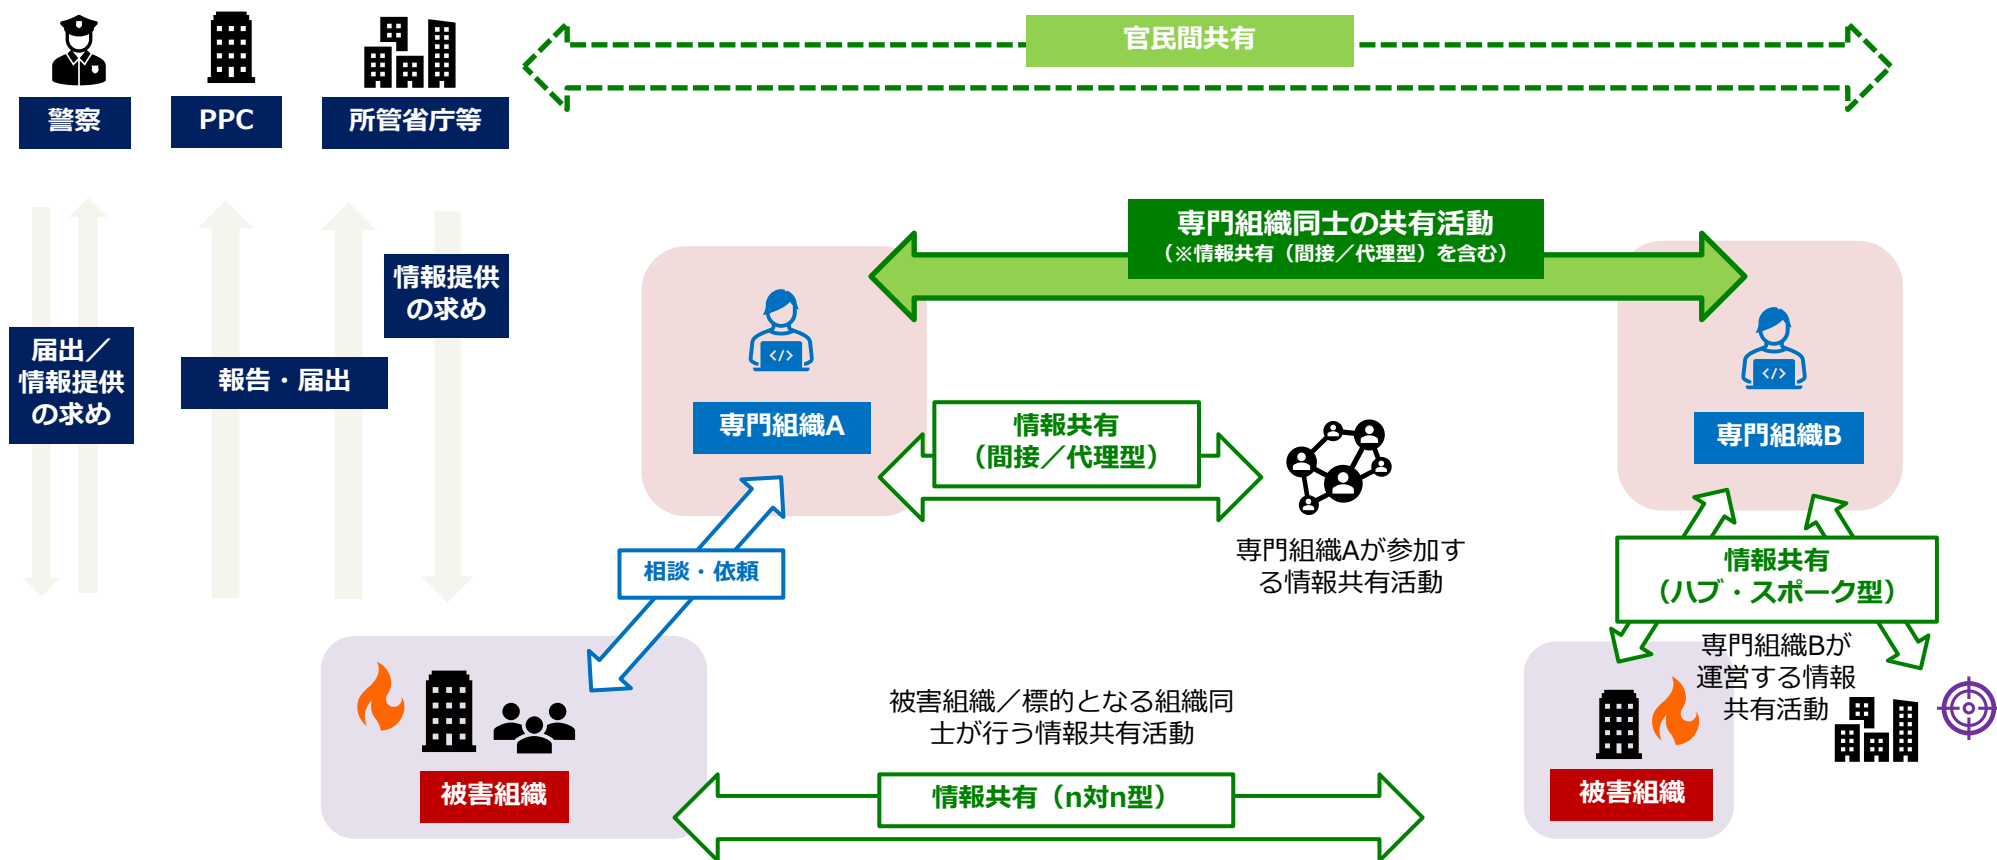 官民間共有
警察
PPC
所管省庁等
専門組織同士の共有活動
（※情報共有（間接／代理型）を含む）
情報提供
の求め
届出／
情報提供
の求め
報告・届出
専門組織A
情報共有
（間接／代理型）
専門組織B
専門組織Aが参加す
る情報共有活動
相談・依頼
情報共有
（ハブ・スポーク型）
専門組織Bが
運営する情報
共有活動
被害組織／標的となる組織同
士が行う情報共有活動
被害組織
情報共有（n対n型）
被害組織